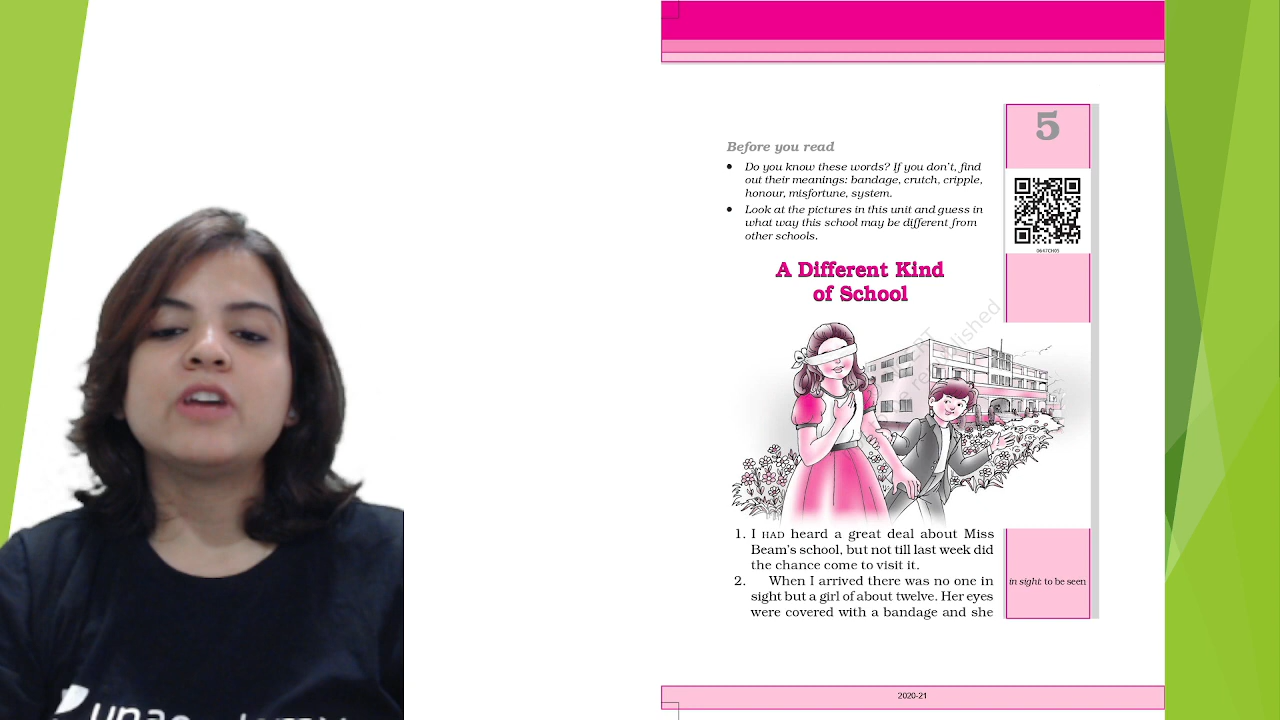 5
Before you read
• Do you know these words? If you don't, find
out their meanings: bandage, crutch, cripple,
honour, misfortune, system.
• Look at the pictures in this unit and guess in
what way this school may be different from
other schools.
A Different Kind
of School
1. I HAD heard a great deal about Miss
Beam's school, but not till last week did
the chance come to visit it.
2. When I arrived there was no one in
sight but a girl of about twelve. Her eyes
were covered with a bandage and she
in sight: to be seen
2020-21